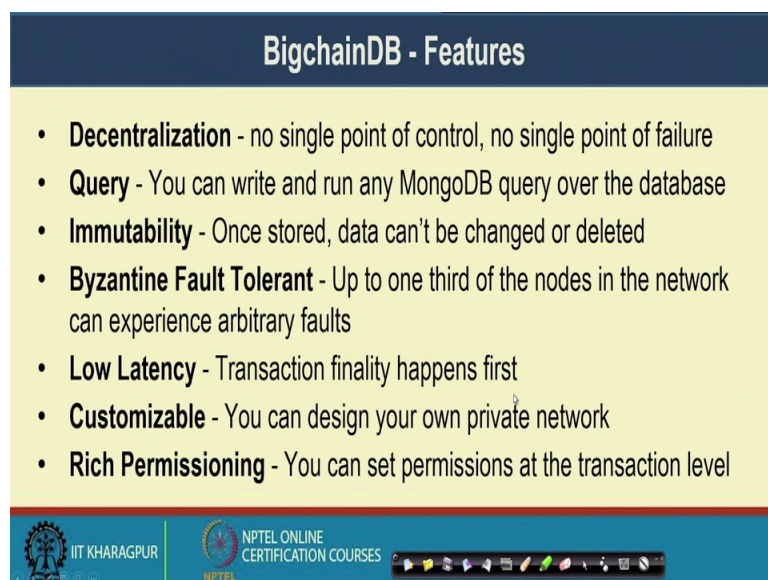 BigchainDB - Features
• Decentralization - no single point of control, no single point of failure
• Query - You can write and run any MongoDB query over the database
• Immutability - Once stored, data can't be changed or deleted
• Byzantine Fault Tolerant - Up to one third of the nodes in the network
can experience arbitrary faults
• Low Latency - Transaction finality happens first
• Customizable - You can design your own private network
• Rich Permissioning - You can set permissions at the transaction level
IIT KHARAGPUR
NPTEL
NPTEL ONLINE
CERTIFICATION COURSES